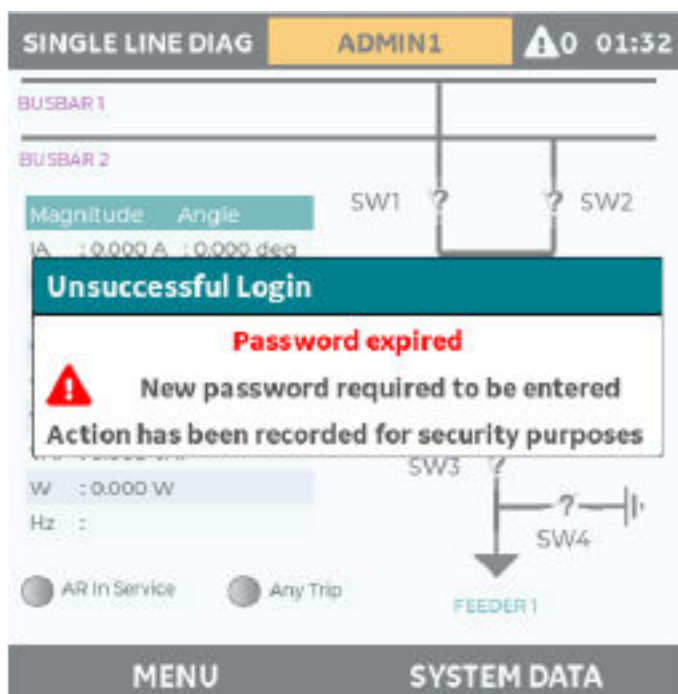 SINGLE LINE DIAG
ADMIN1
0 01:32
BUSBAR 1
BUSBAR 2
SW1 ? ? SW2
Magnitude Angle
IA : 0.000 A : 0.000 deg
Unsuccessful Login
Password expired
New password required to be entered
Action has been recorded for security purposes
SW3 ?
W : 0.000 W
Hz :
?
SW4
AR In Service
Any Trip
FEEDER 1
MENU
SYSTEM DATA